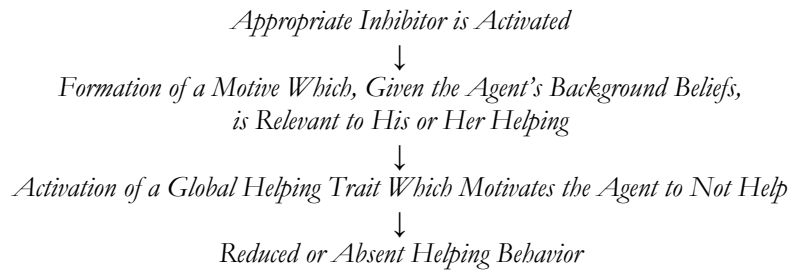 Appropriate Inhibitor is Activated
↓
Formation of a Motive Which, Given the Agent's Background Beliefs,
is Relevant to His or Her Helping
↓
Activation of a Global Helping Trait Which Motivates the Agent to Not Help
↓
Reduced or Absent Helping Behavior